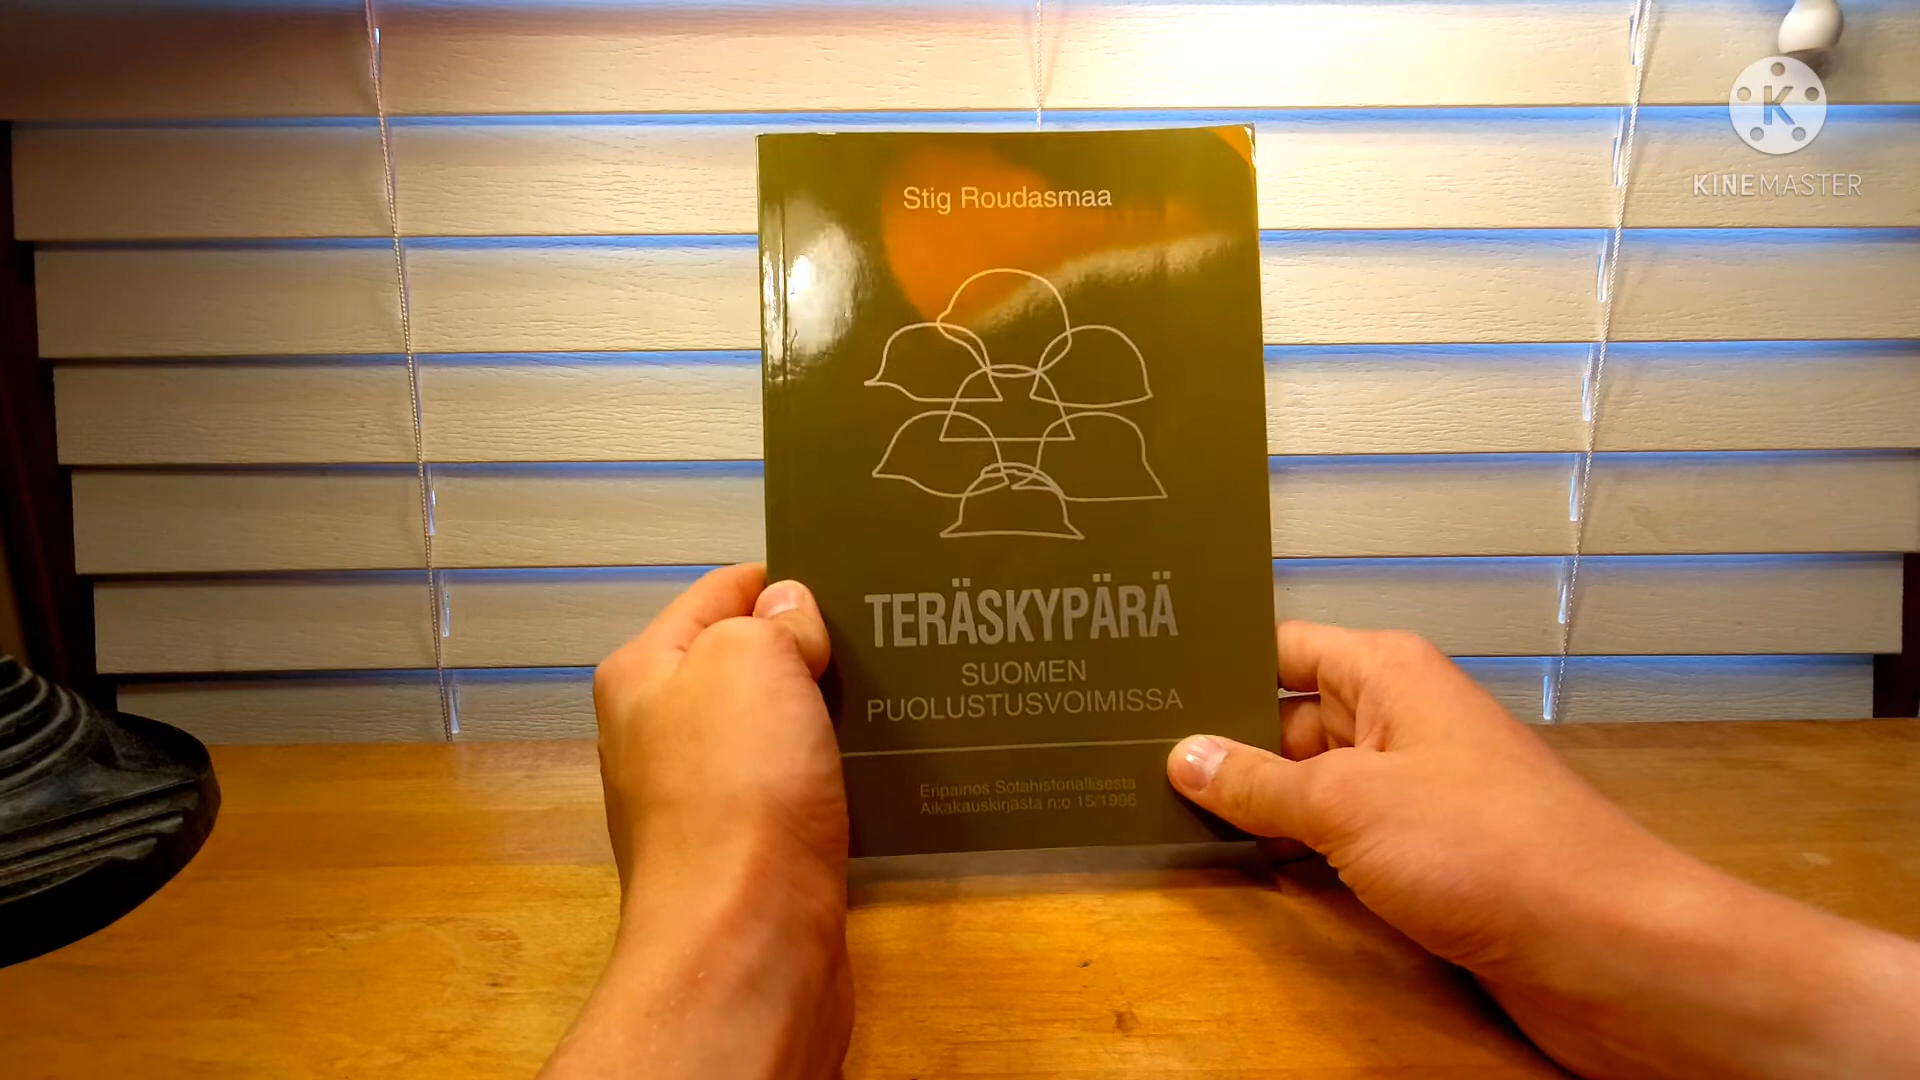 Stig Roudasmaa
TERÄSKYPÄRÄ
SUOMEN
PUOLUSTUSVOIMISSA
Eripainos Sotahistoriallisesta
Aikakauskirjasta n:o 15/1996
K
KINEMASTER